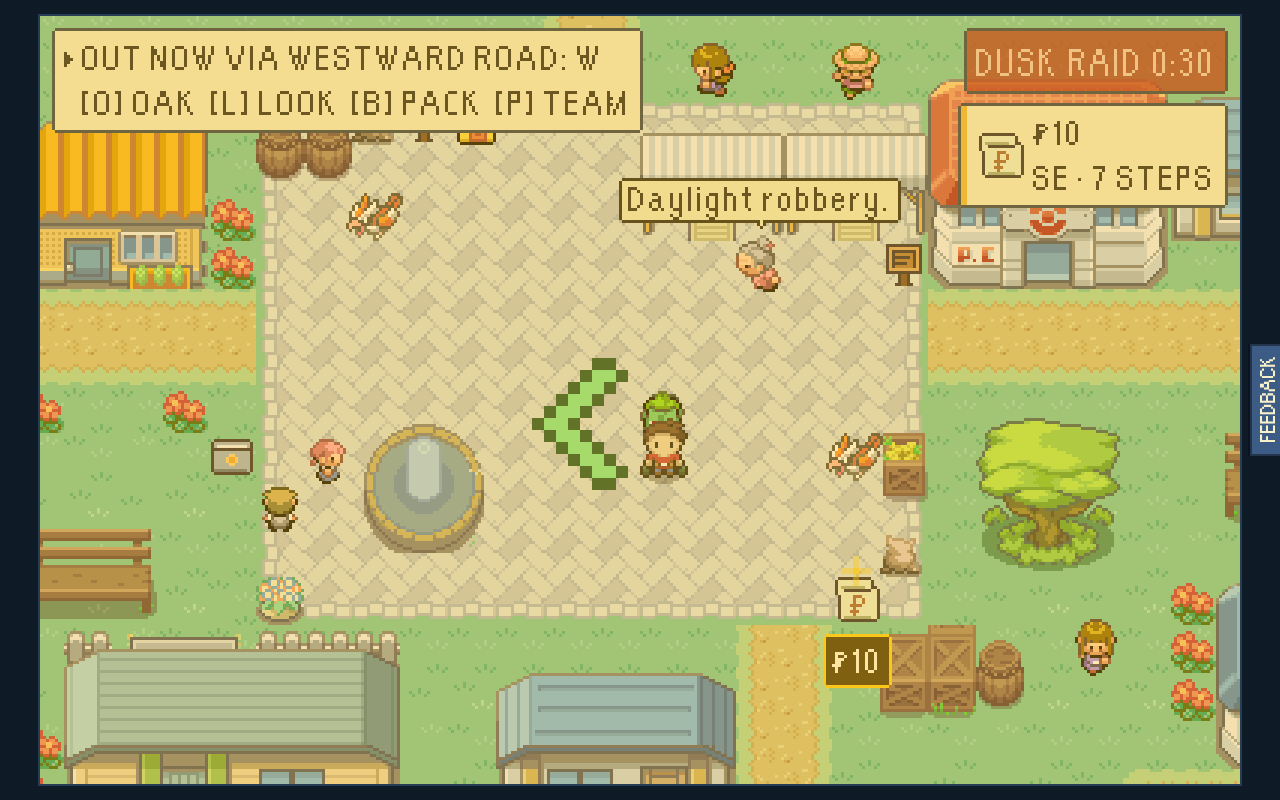 ▸OUT NOW VIA WESTWARD ROAD: W
[O] OAK [L] LOOK [B] PACK [P] TEAM
DUSK RAID 0:30
₽10
SE · 7 STEPS
Daylight robbery.
P.C
₽
₽
₽10
FEEDBACK